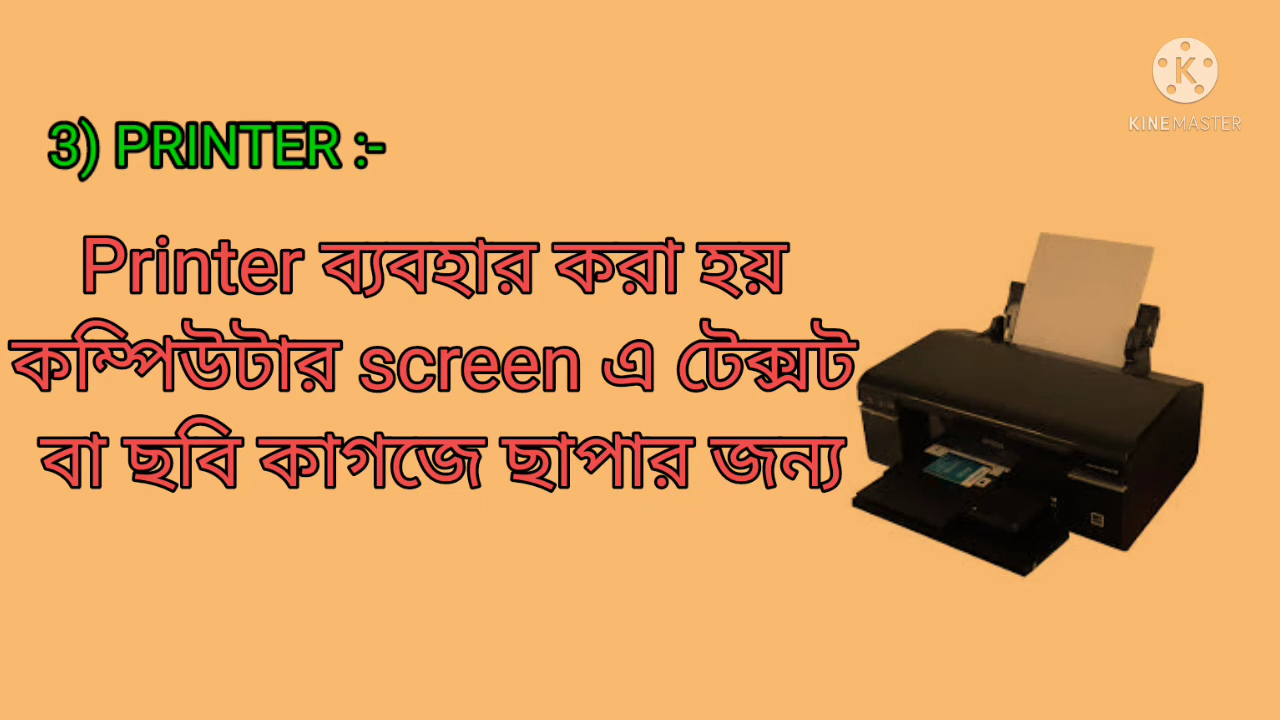 KINEMASTER
3) PRINTER :-
Printer ব্যবহার করা হয়
কম্পিউটার screen এ টেক্সট
বা ছবি কাগজে ছাপার জন্য